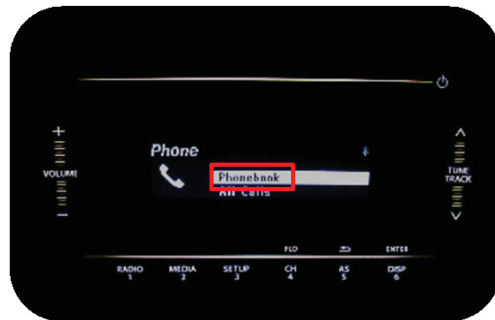 Phone
Phonebook
All Calls
+
VOLUME
−
TUNE
TRACK
FLD
ENTER
RADIO
1
MEDIA
2
SETUP
3
CH
4
AS
5
DISP
6